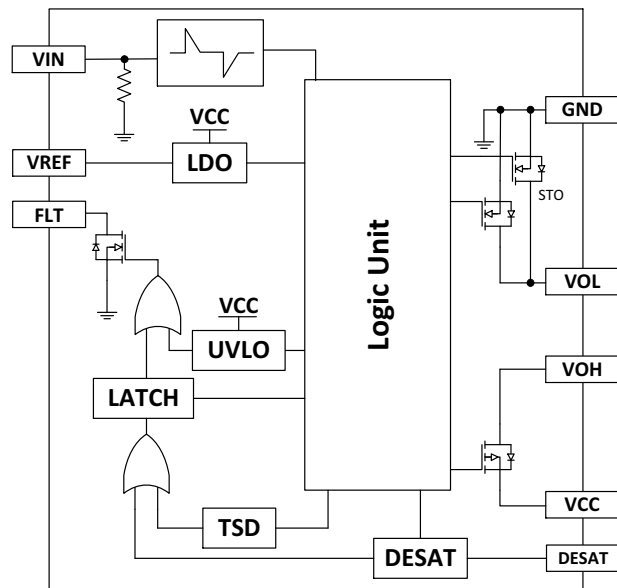 VIN
VCC
GND
VREF
LDO
FLT
STO
Logic Unit
VCC
VOL
UVLO
VOH
LATCH
VCC
TSD
DESAT
DESAT